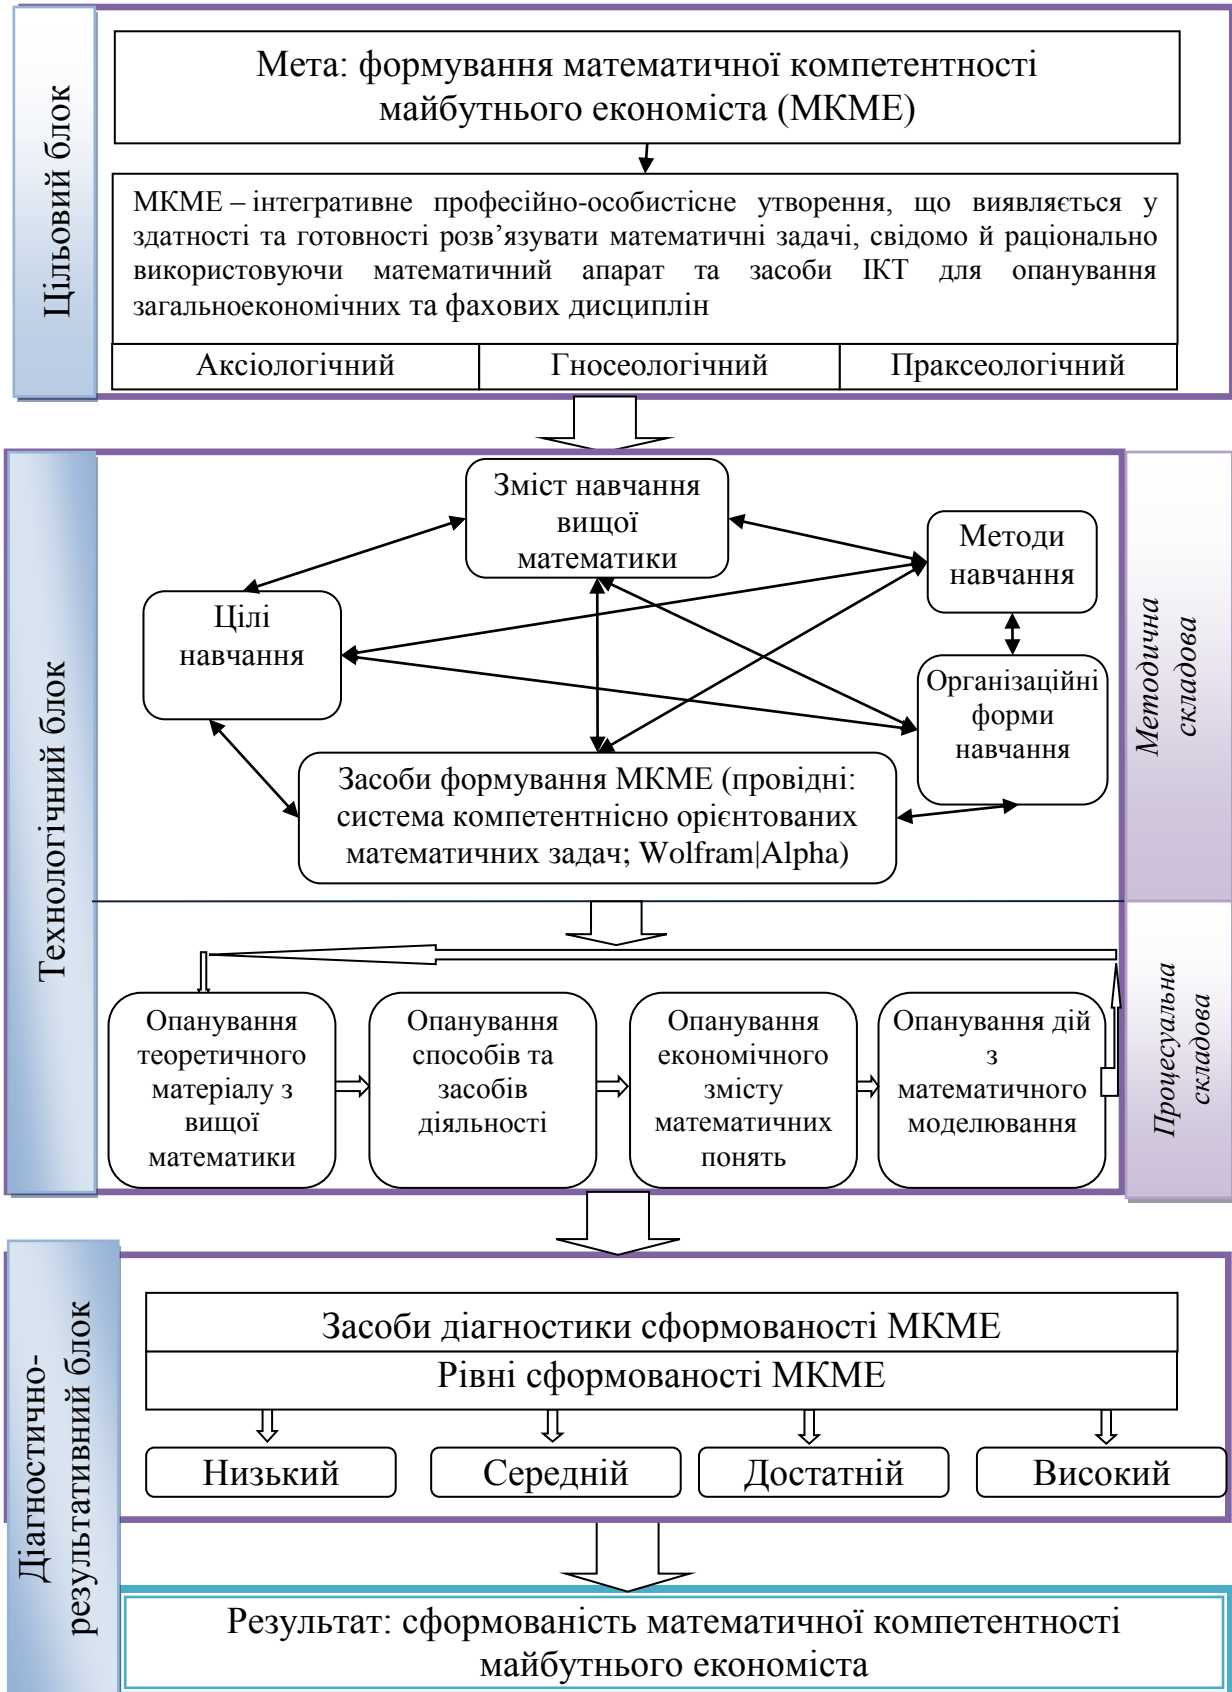 Цільовий блок
Мета: формування математичної компетентності
майбутнього економіста (МКМЕ)
МКМЕ – інтегративне професійно-особистісне утворення, що виявляється у
здатності та готовності розв’язувати математичні задачі, свідомо й раціонально
використовуючи математичний апарат та засоби ІКТ для опанування
загальноекономічних та фахових дисциплін
Аксіологічний
Гносеологічний
Праксеологічний
Технологічний блок
Методична
складова
Зміст навчання
вищої
математики
Методи
навчання
Цілі
навчання
Організаційні
форми
навчання
Засоби формування МКМЕ (провідні:
система компетентнісно орієнтованих
математичних задач; Wolfram|Alpha)
Процесуальна
складова
Опанування
теоретичного
матеріалу з
вищої
математики
Опанування
способів та
засобів
діяльності
Опанування
економічного
змісту
математичних
понять
Опанування дій
з
математичного
моделювання
Діагностично-
результативний блок
Засоби діагностики сформованості МКМЕ
Рівні сформованості МКМЕ
Низький
Середній
Достатній
Високий
Результат: сформованість математичної компетентності
майбутнього економіста